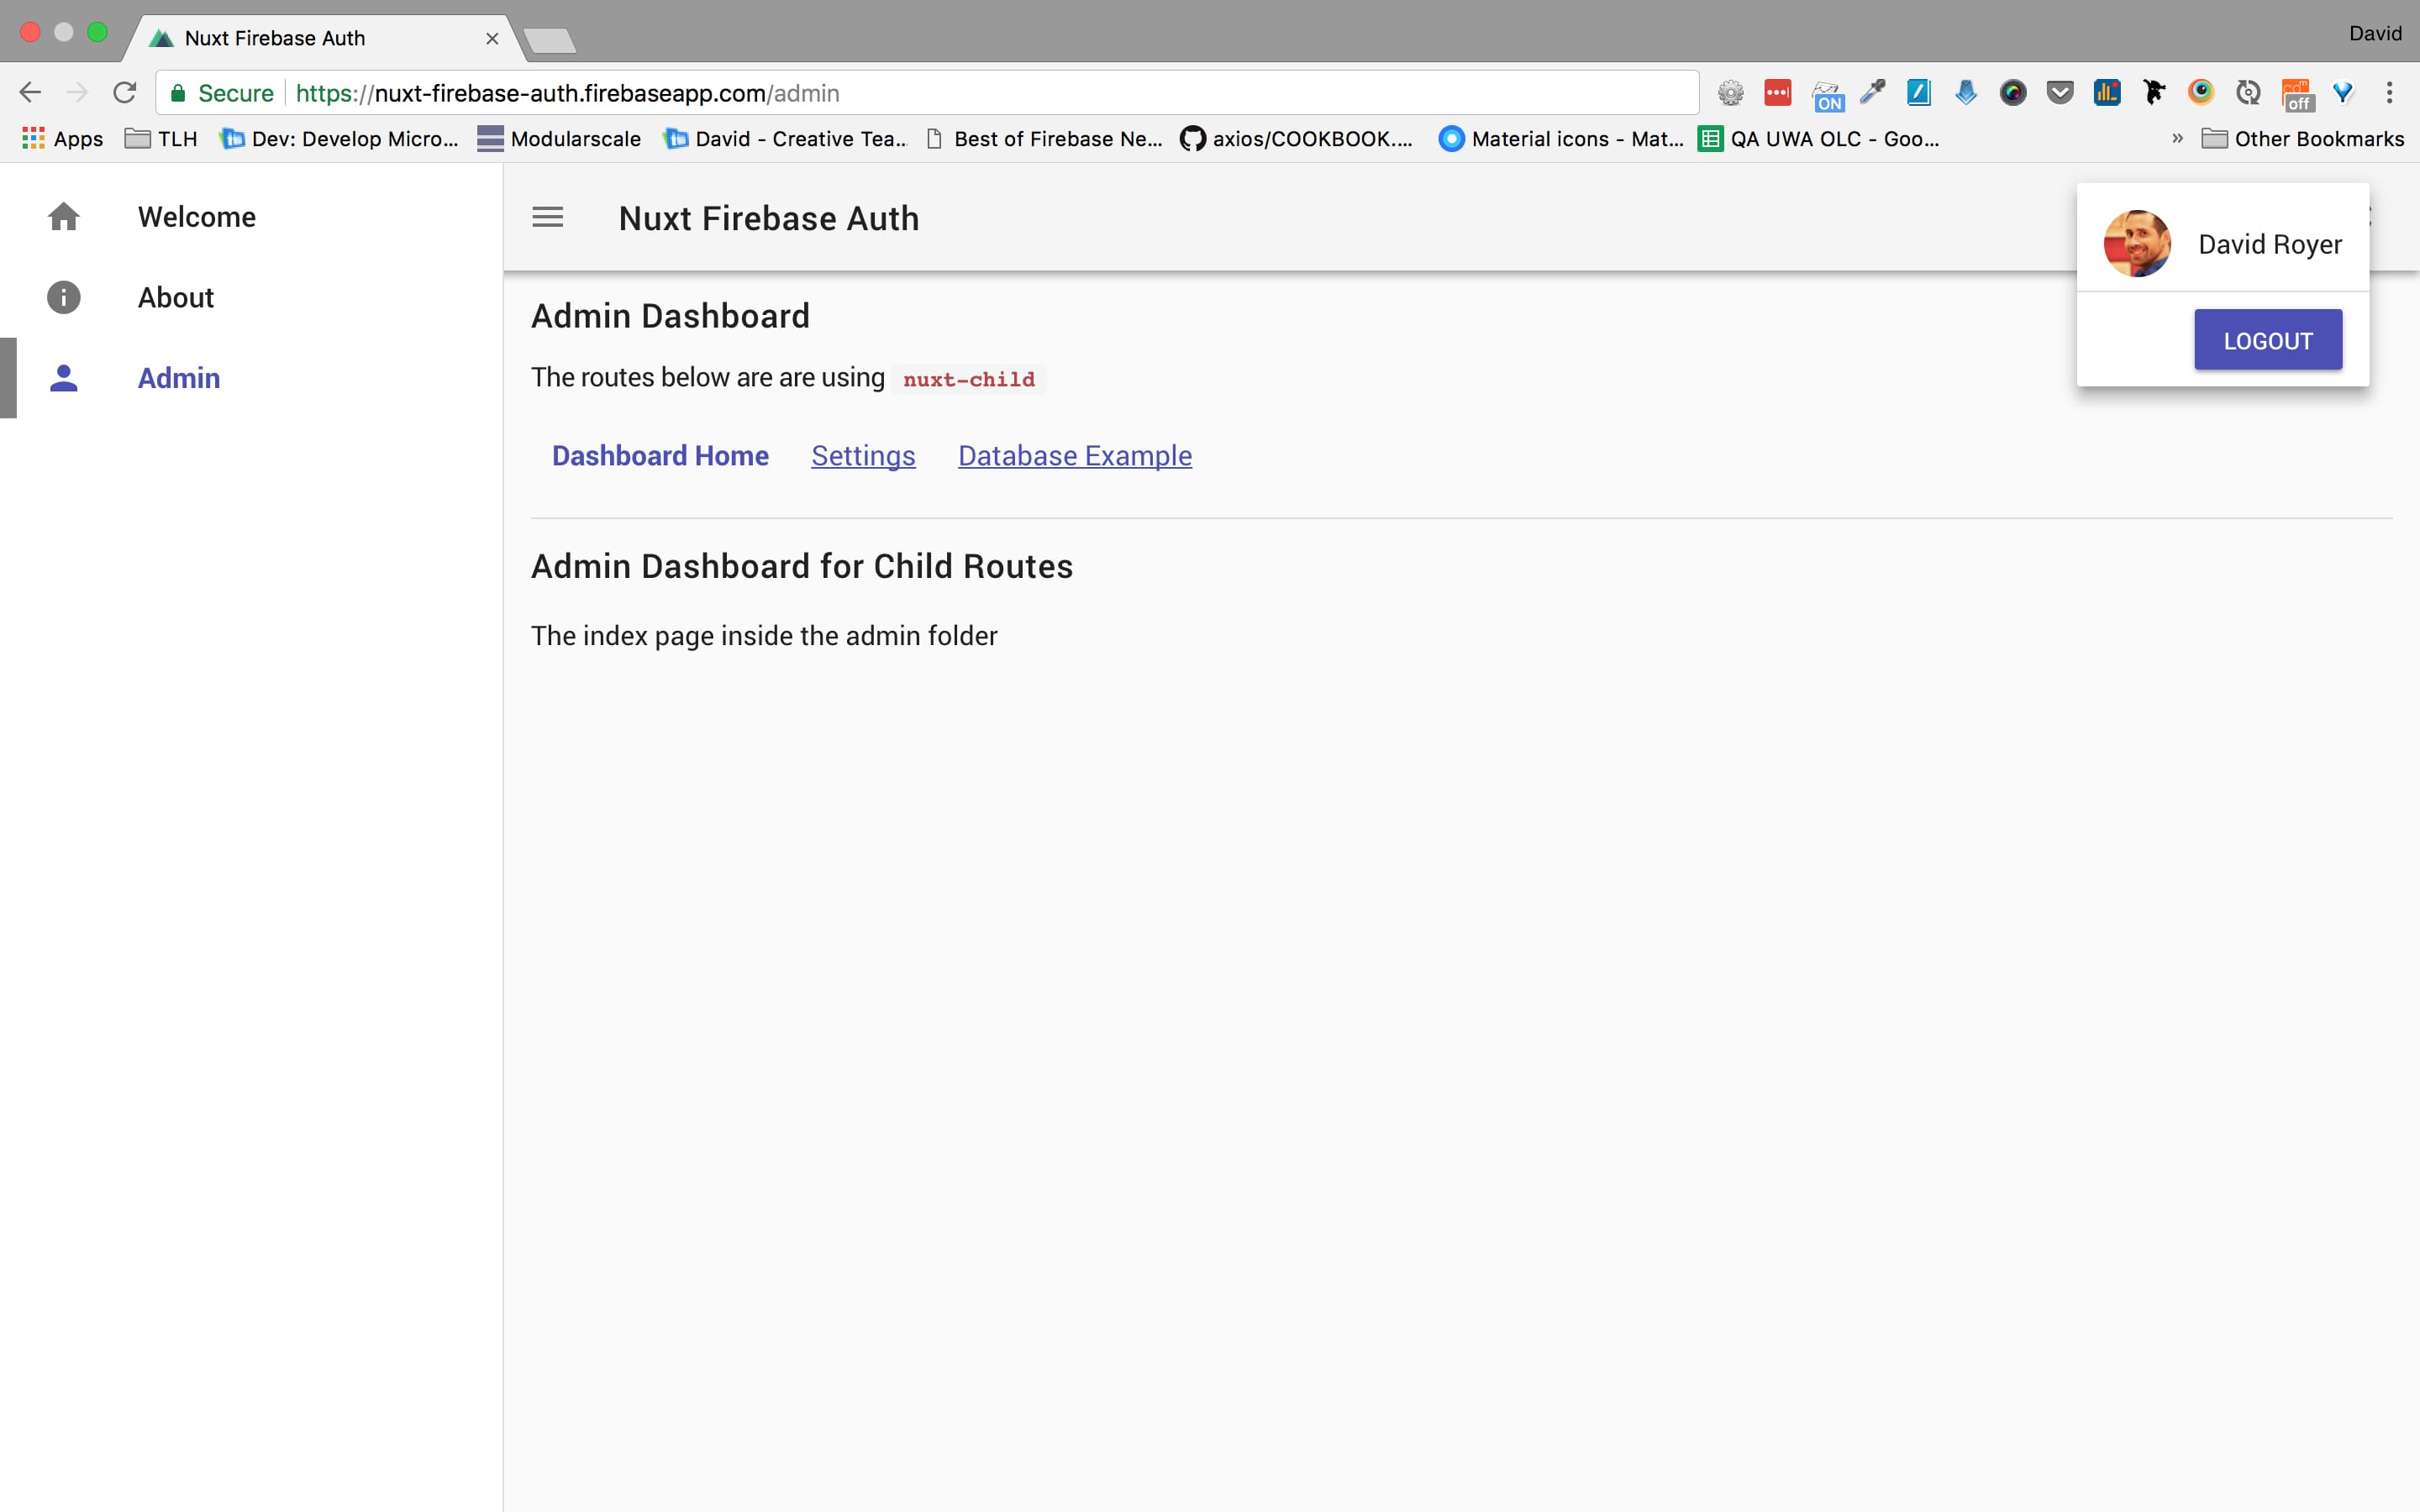 Nuxt Firebase Auth
David
Secure https://nuxt-firebase-auth.firebaseapp.com/admin
ON
off
Apps TLH Dev: Develop Micro... Modularscale David - Creative Tea... Best of Firebase Ne... axios/COOKBOOK.... Material icons - Mat... QA UWA OLC - Goo... » Other Bookmarks
Welcome
About
Admin
Nuxt Firebase Auth
David Royer
LOGOUT
Admin Dashboard
The routes below are are using nuxt-child
Dashboard Home Settings Database Example
Admin Dashboard for Child Routes
The index page inside the admin folder